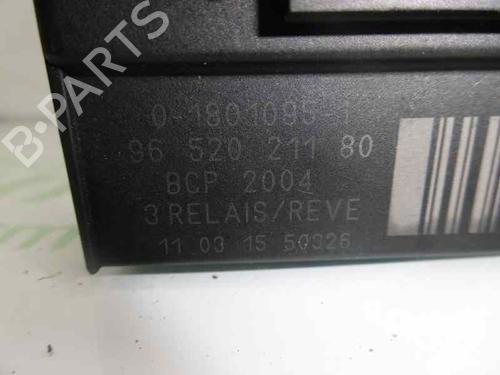 0-1801095-1
96 520 211 80
BCP 2004
3 RELAIS/REVE
11 03 15 50326
B-PARTS